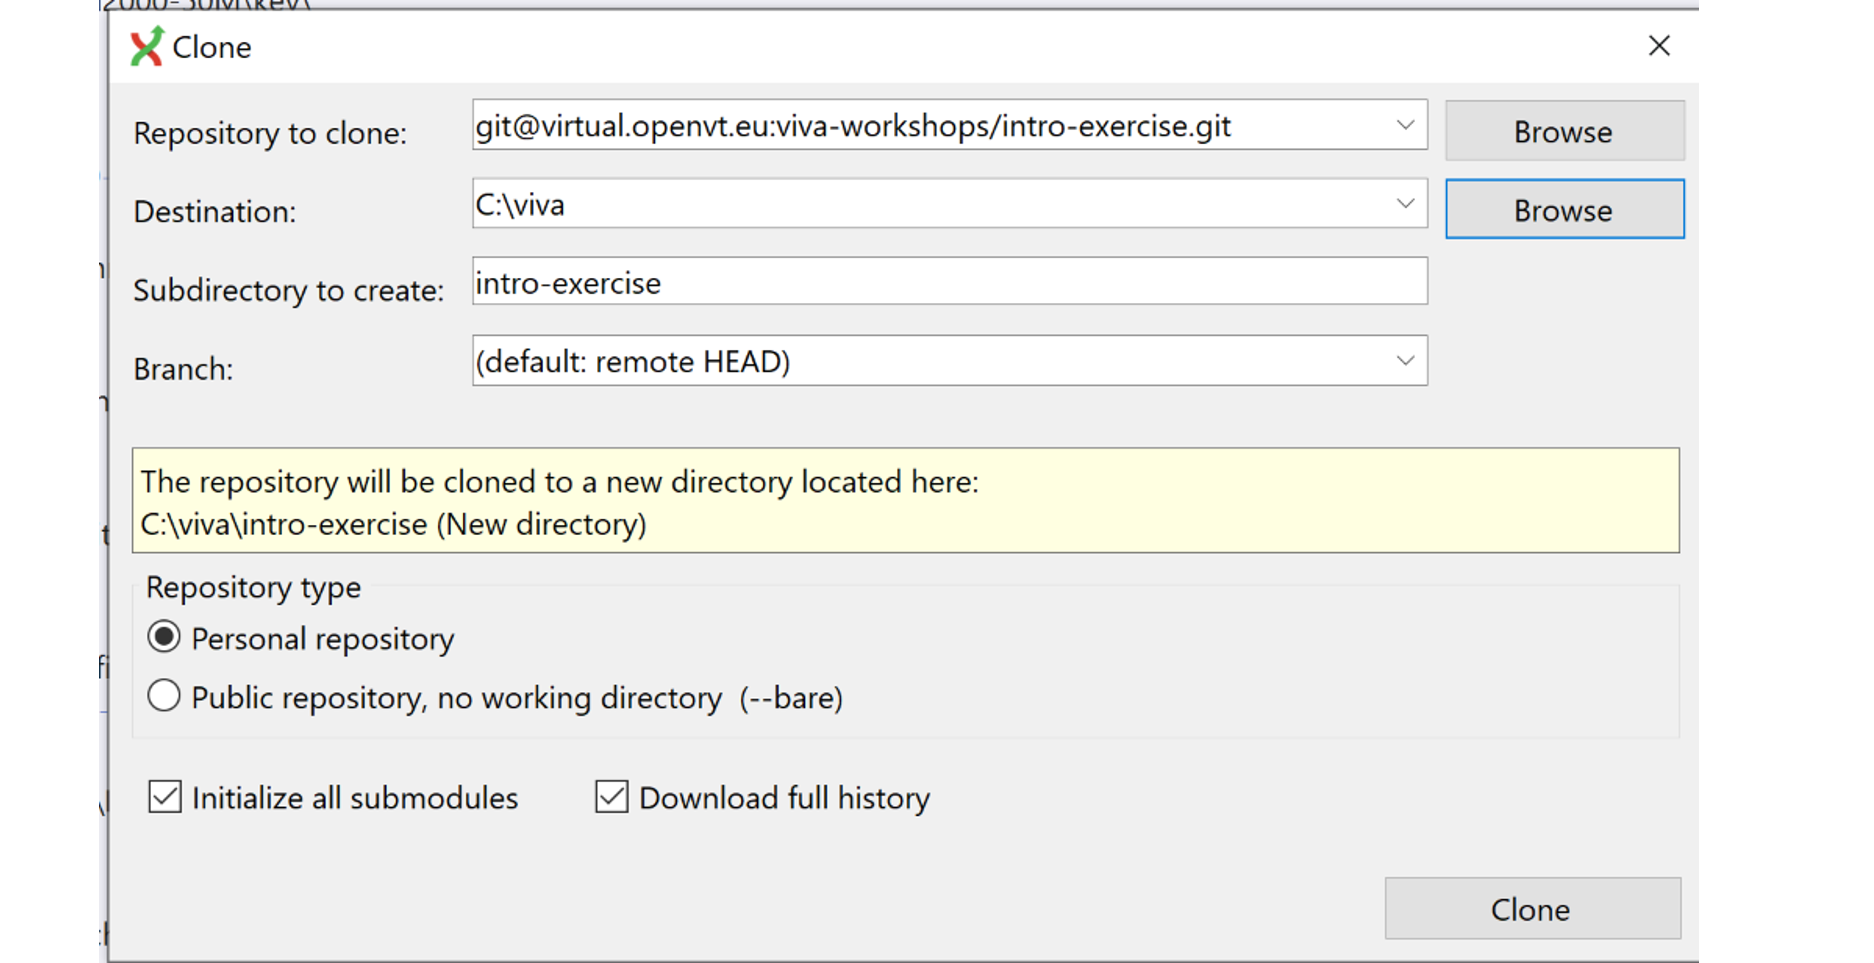 Clone
Repository to clone: git@virtual.openvt.eu:viva-workshops/intro-exercise.git Browse
Destination: C:\viva Browse
Subdirectory to create: intro-exercise
Branch: (default: remote HEAD)
The repository will be cloned to a new directory located here:
C:\viva\intro-exercise (New directory)
Repository type
Personal repository
Public repository, no working directory (--bare)
Initialize all submodules Download full history
Clone